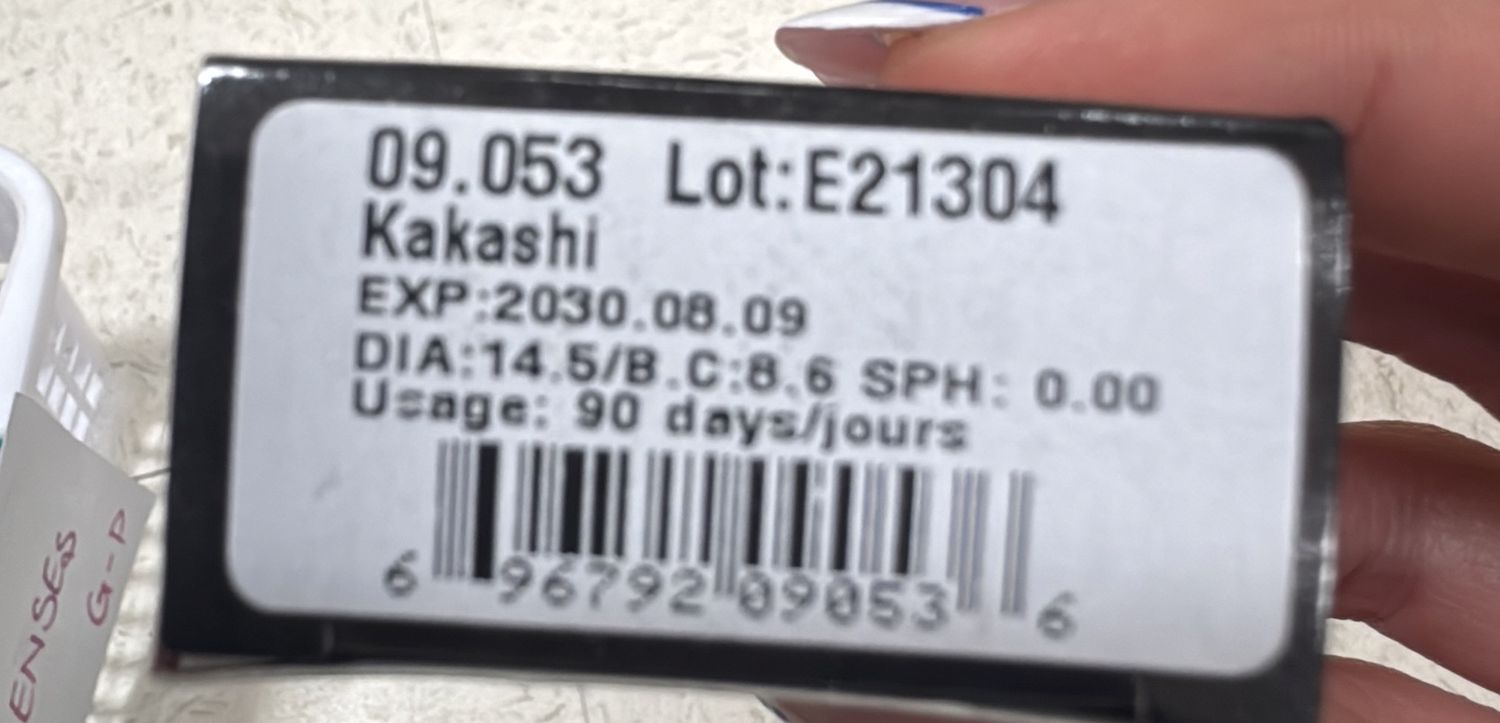 09.053 Lot:E21304
Kakashi
EXP:2030.08.09
DIA:14.5/B.C:8.6 SPH: 0.00
Usage: 90 days/jours
6 96792 09053 6
ENSES
G-P